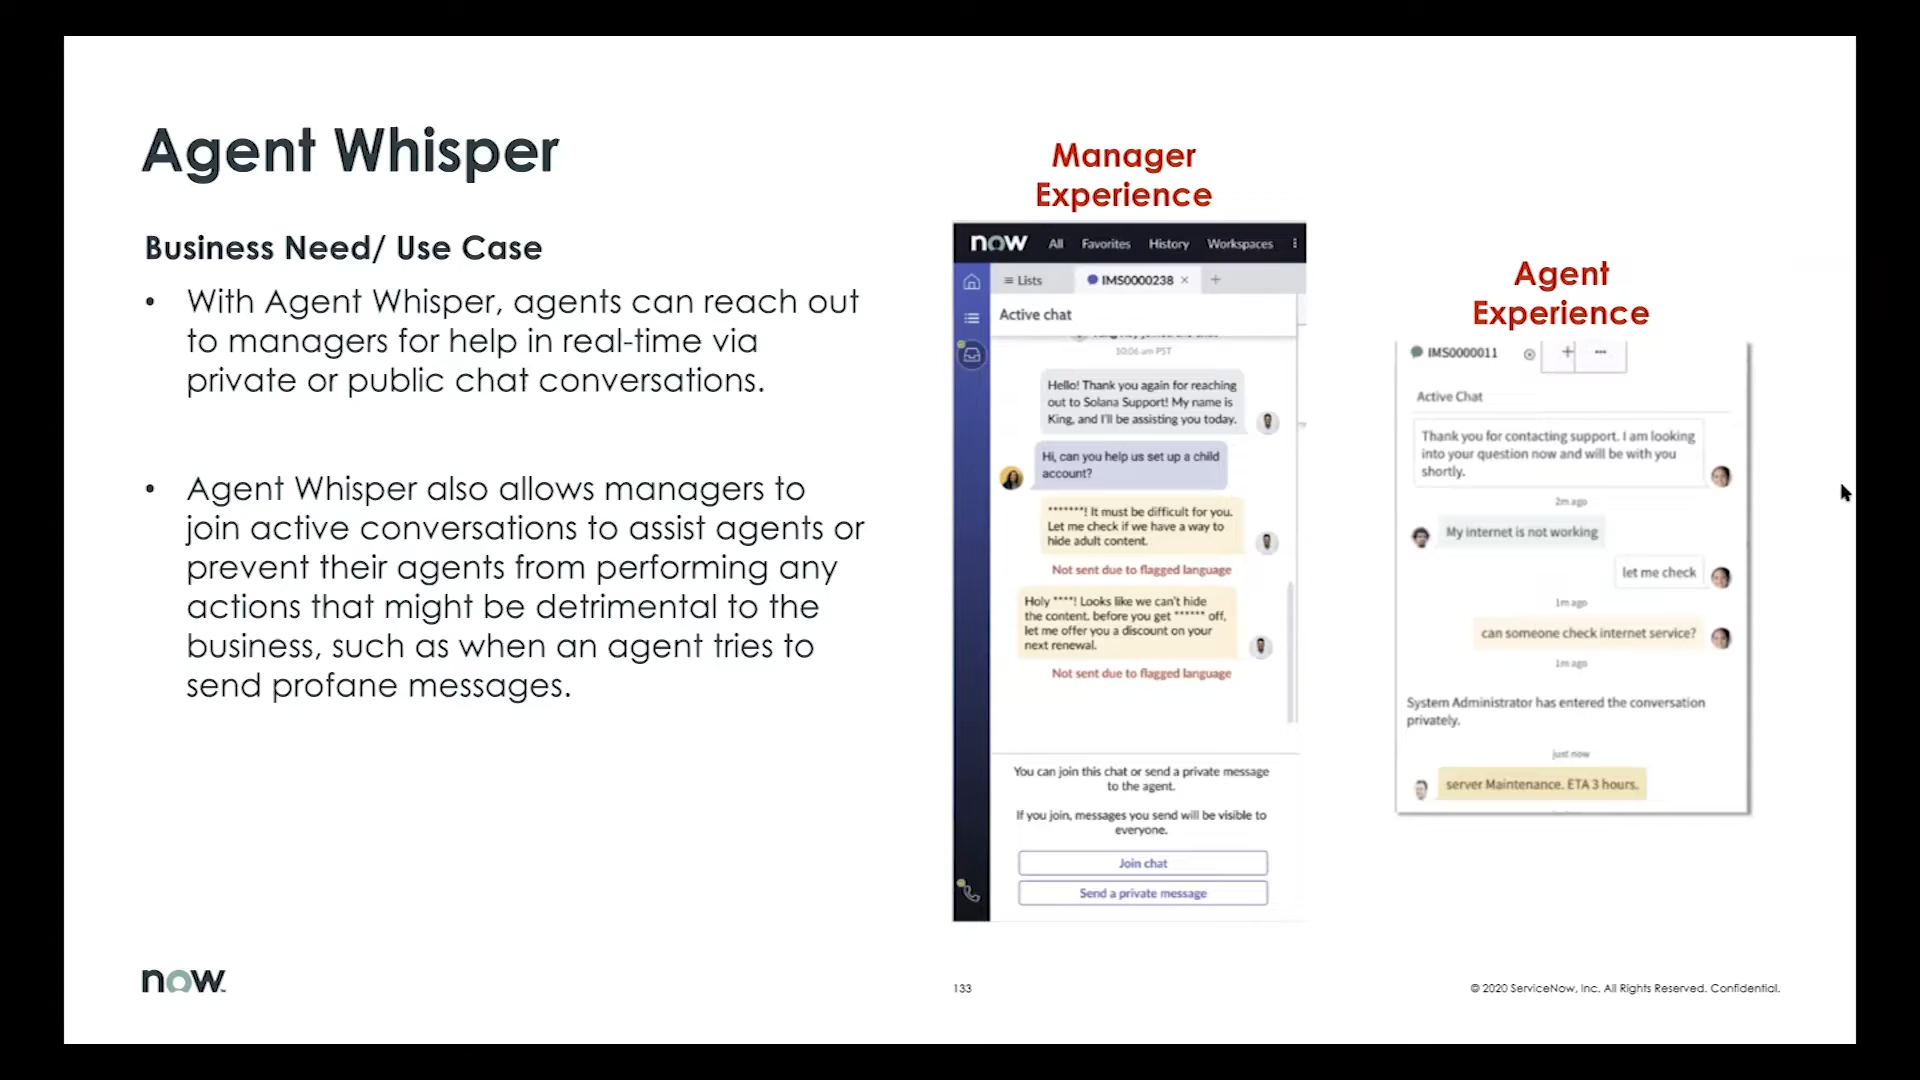 Agent Whisper
Business Need/ Use Case
• With Agent Whisper, agents can reach out
to managers for help in real-time via
private or public chat conversations.
• Agent Whisper also allows managers to
join active conversations to assist agents or
prevent their agents from performing any
actions that might be detrimental to the
business, such as when an agent tries to
send profane messages.
Manager
Experience
now All Favorites History Workspaces
Lists IMS0000238 × +
Active chat
10:06 am PST
Hello! Thank you again for reaching
out to Solana Support! My name is
King, and I'll be assisting you today.
Hi, can you help us set up a child
account?
*******! It must be difficult for you.
Let me check if we have a way to
hide adult content.
Not sent due to flagged language
Holy ****! Looks like we can't hide
the content. before you get ****** off,
let me offer you a discount on your
next renewal.
Not sent due to flagged language
You can join this chat or send a private message
to the agent.
If you join, messages you send will be visible to
everyone.
Join chat
Send a private message
Agent
Experience
IMS0000011 + ...
Active Chat
Thank you for contacting support. I am looking
into your question now and will be with you
shortly.
2m ago
My internet is not working
let me check
1m ago
can someone check internet service?
1m ago
System Administrator has entered the conversation
privately.
just now
server Maintenance. ETA 3 hours.
now
133
© 2020 ServiceNow, Inc. All Rights Reserved. Confidential.